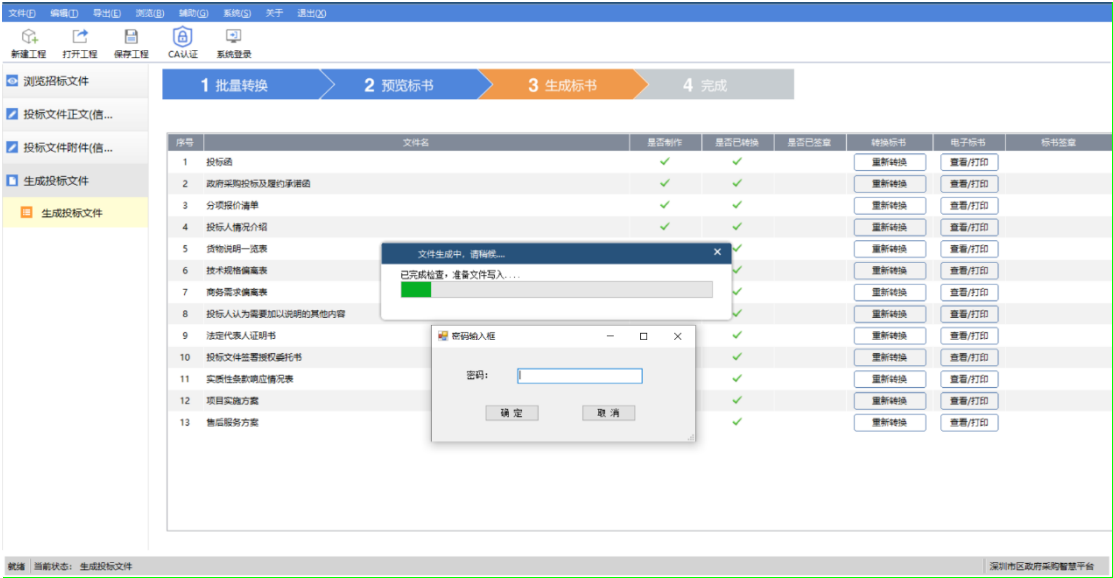 文件(F) 编辑(T) 导出(E) 浏览(B) 辅助(G) 系统(S) 关于 退出(X)
新建工程 打开工程 保存工程 CA认证 系统登录
浏览招标文件
投标文件正文(信...
投标文件附件(信...
生成投标文件
生成投标文件
1 批量转换 2 预览标书 3 生成标书 4 完成
序号 文件名 是否制作 是否已转换 是否已签章 转换标书 电子标书 标书签章
1 投标函 重新转换 查看/打印
2 政府采购投标及履约承诺函 重新转换 查看/打印
3 分项报价清单 重新转换 查看/打印
4 投标人情况介绍 重新转换 查看/打印
5 货物说明一览表 重新转换 查看/打印
6 技术规格偏离表 重新转换 查看/打印
7 商务需求偏离表 重新转换 查看/打印
8 投标人认为需要加以说明的其他内容 重新转换 查看/打印
9 法定代表人证明书 重新转换 查看/打印
10 投标文件签署授权委托书 重新转换 查看/打印
11 实质性条款响应情况表 重新转换 查看/打印
12 项目实施方案 重新转换 查看/打印
13 售后服务方案 重新转换 查看/打印
文件生成中，请稍候....
已完成检查，准备文件写入....
密码输入框
密码：
确定 取消
就绪 当前状态： 生成投标文件 深圳市区政府采购智慧平台